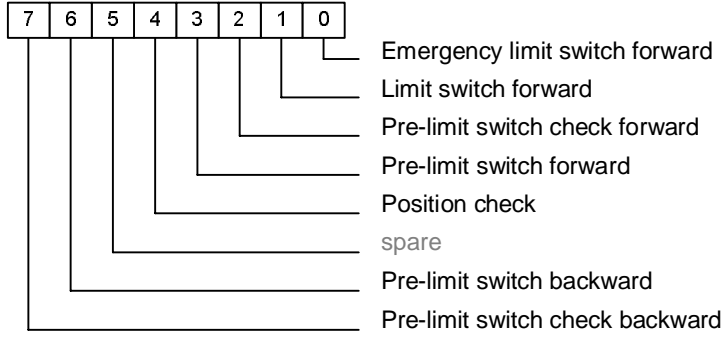 7 6 5 4 3 2 1 0
Emergency limit switch forward
Limit switch forward
Pre-limit switch check forward
Pre-limit switch forward
Position check
spare
Pre-limit switch backward
Pre-limit switch check backward